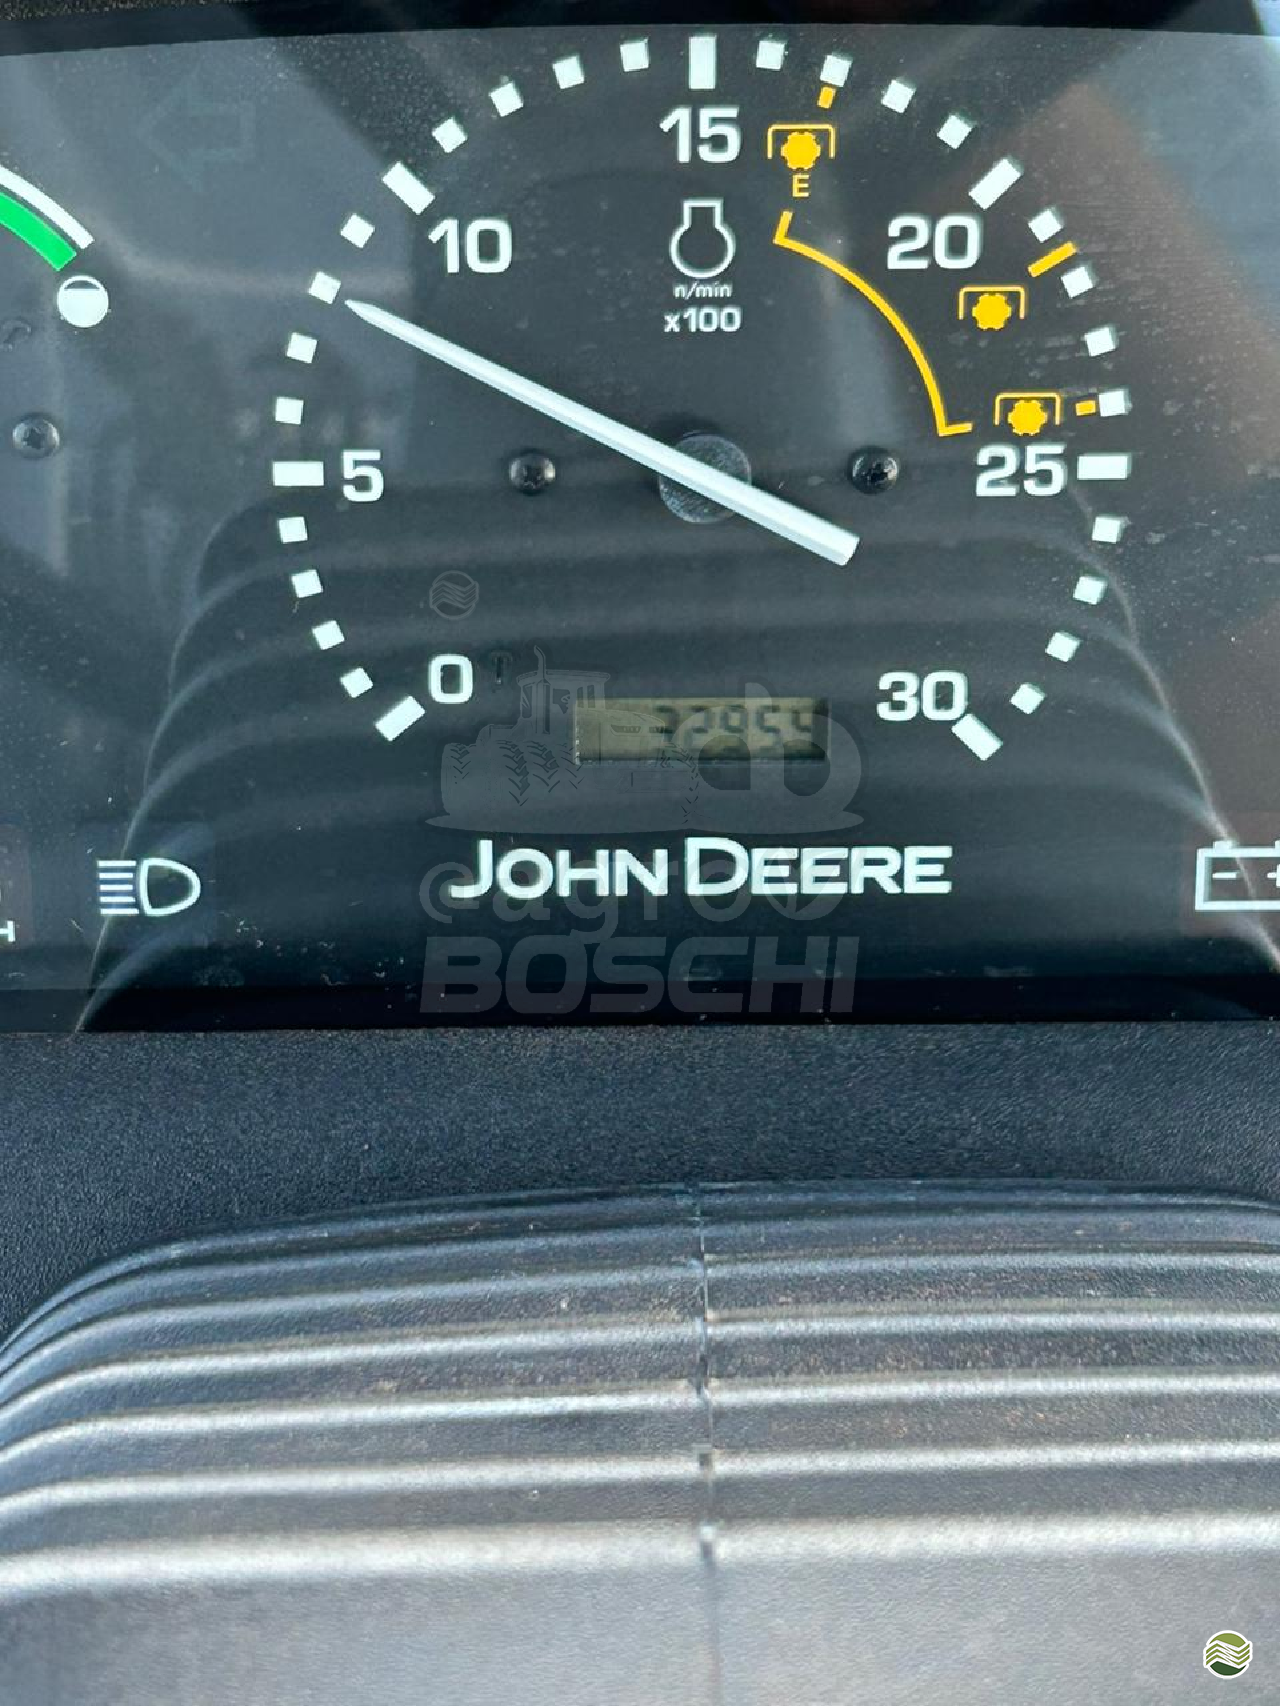 15
E
10
20
n/min
x100
5
25
0
30
JOHN DEERE
@agro
BOSCHI